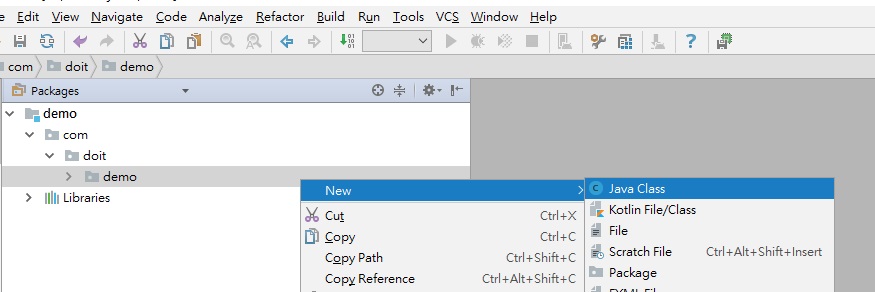 Edit View Navigate Code Analyze Refactor Build Run Tools VCS Window Help
com doit demo
Packages
demo
com
doit
demo
Libraries
New
Cut Ctrl+X
Copy Ctrl+C
Copy Path Ctrl+Shift+C
Copy Reference Ctrl+Alt+Shift+C
Java Class
Kotlin File/Class
File
Scratch File Ctrl+Alt+Shift+Insert
Package
FXML File